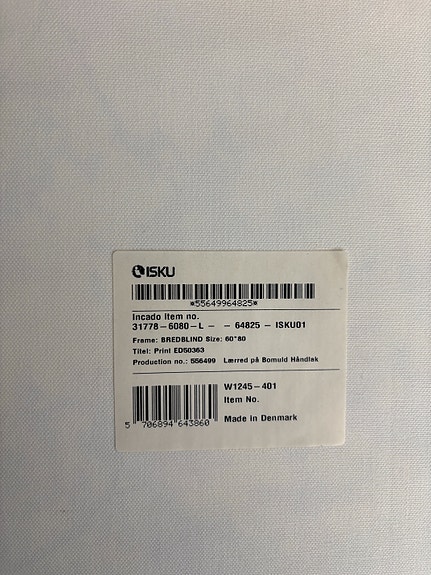 ISKU
*55649964825*
Incado Item no.
31778-6080-L - - 64825 - ISKU01
Frame: BREDBLIND Size: 60*80
Titel: Print ED50363
Production no.: 556499 Lærred på Bomuld Håndlak
W1245-401
Item No.
5 706894 643860
Made in Denmark